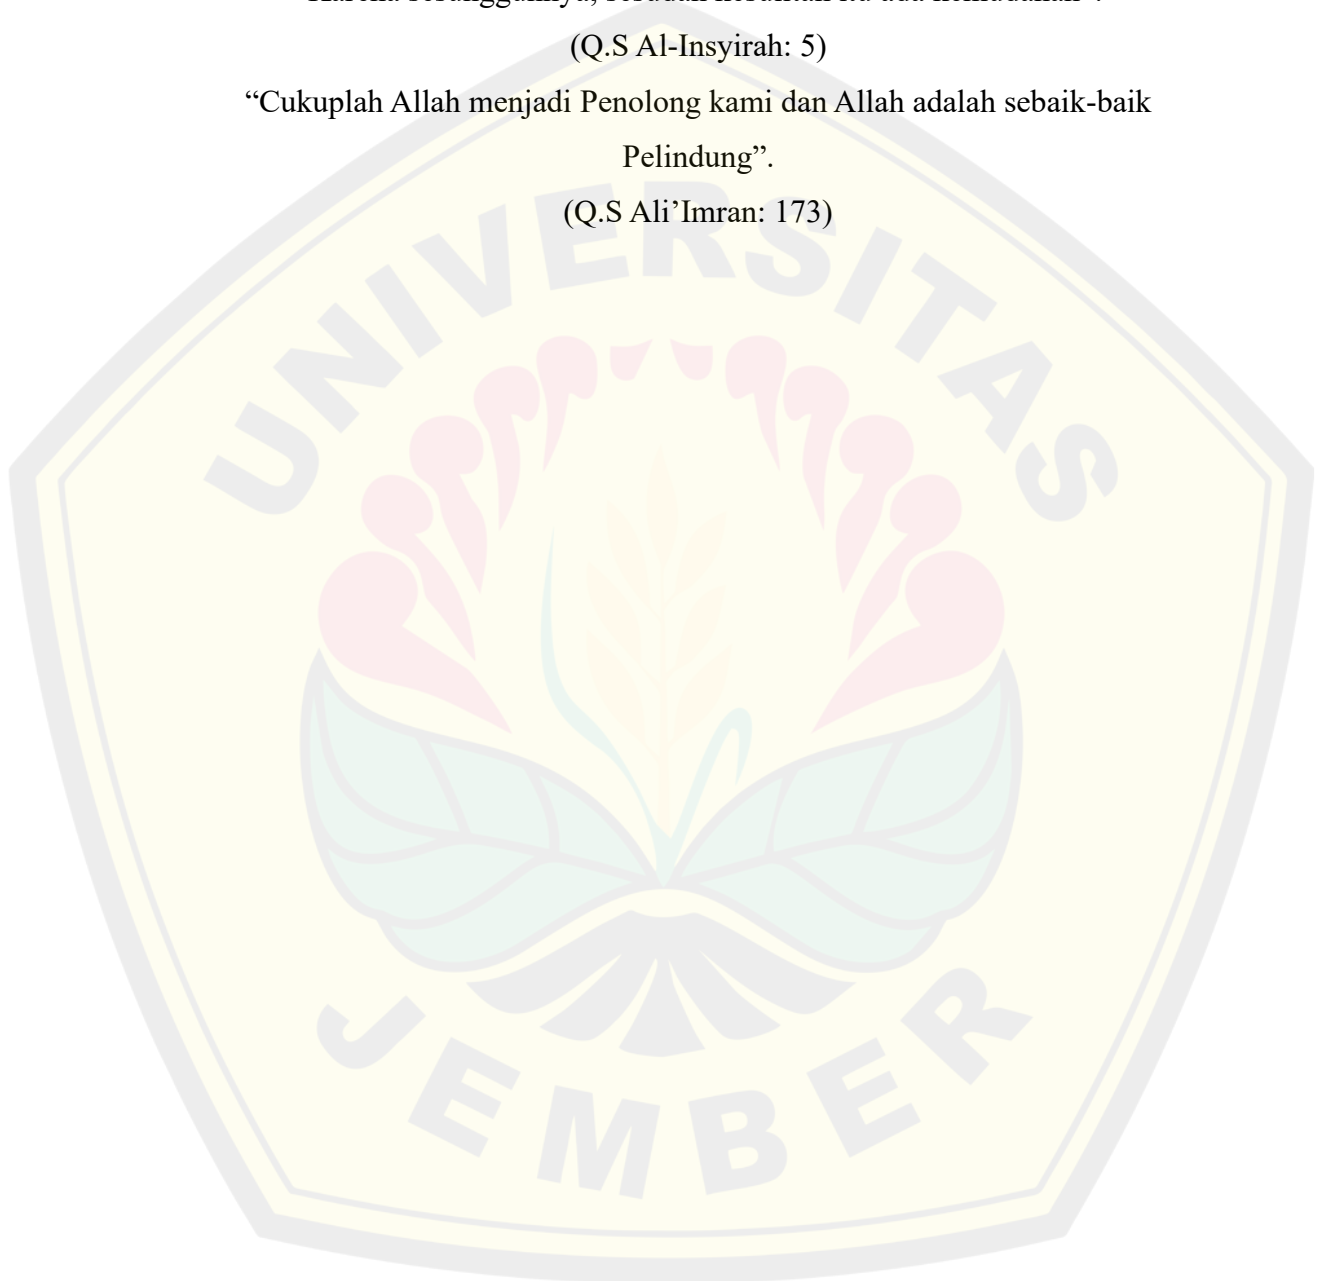 (Q.S Al-Insyirah: 5)
“Cukuplah Allah menjadi Penolong kami dan Allah adalah sebaik-baik
Pelindung”.
(Q.S Ali’Imran: 173)
UNIVERSITAS
JEMBER